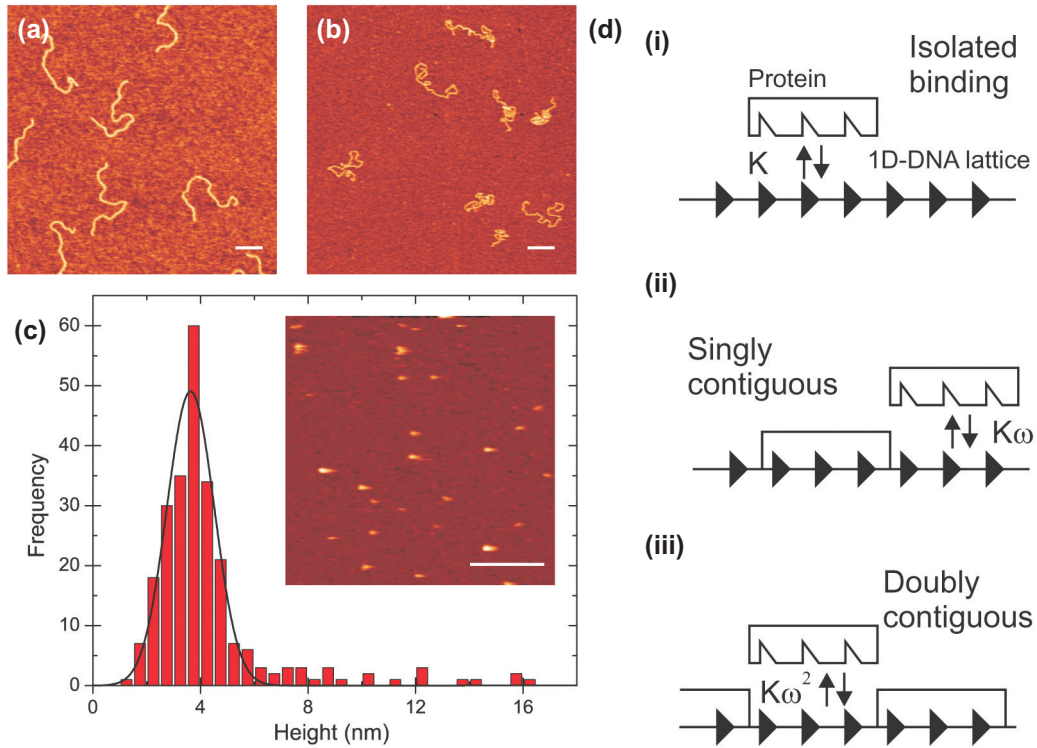 (a)
(b)
(c)
60
50
40
30
20
10
0
Frequency
0
4
8
12
16
Height (nm)
(d)
(i)
Isolated
binding
Protein
K
1D-DNA lattice
(ii)
Singly
contiguous
Kω
(iii)
Doubly
contiguous
Kω²